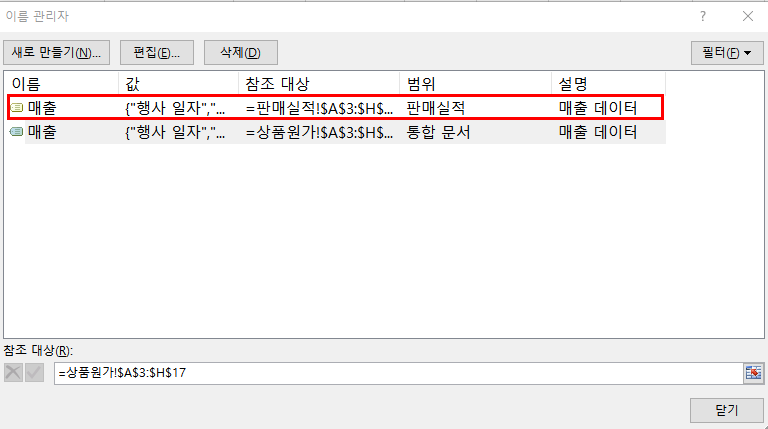 이름 관리자 ? ×
새로 만들기(N)... 편집(E)... 삭제(D) 필터(F)
이름 값 참조 대상 범위 설명
매출 {"행사 일자","... =판매실적!$A$3:$H$... 판매실적 매출 데이터
매출 {"행사 일자","... =상품원가!$A$3:$H$... 통합 문서 매출 데이터
참조 대상(R):
=상품원가!$A$3:$H$17
닫기